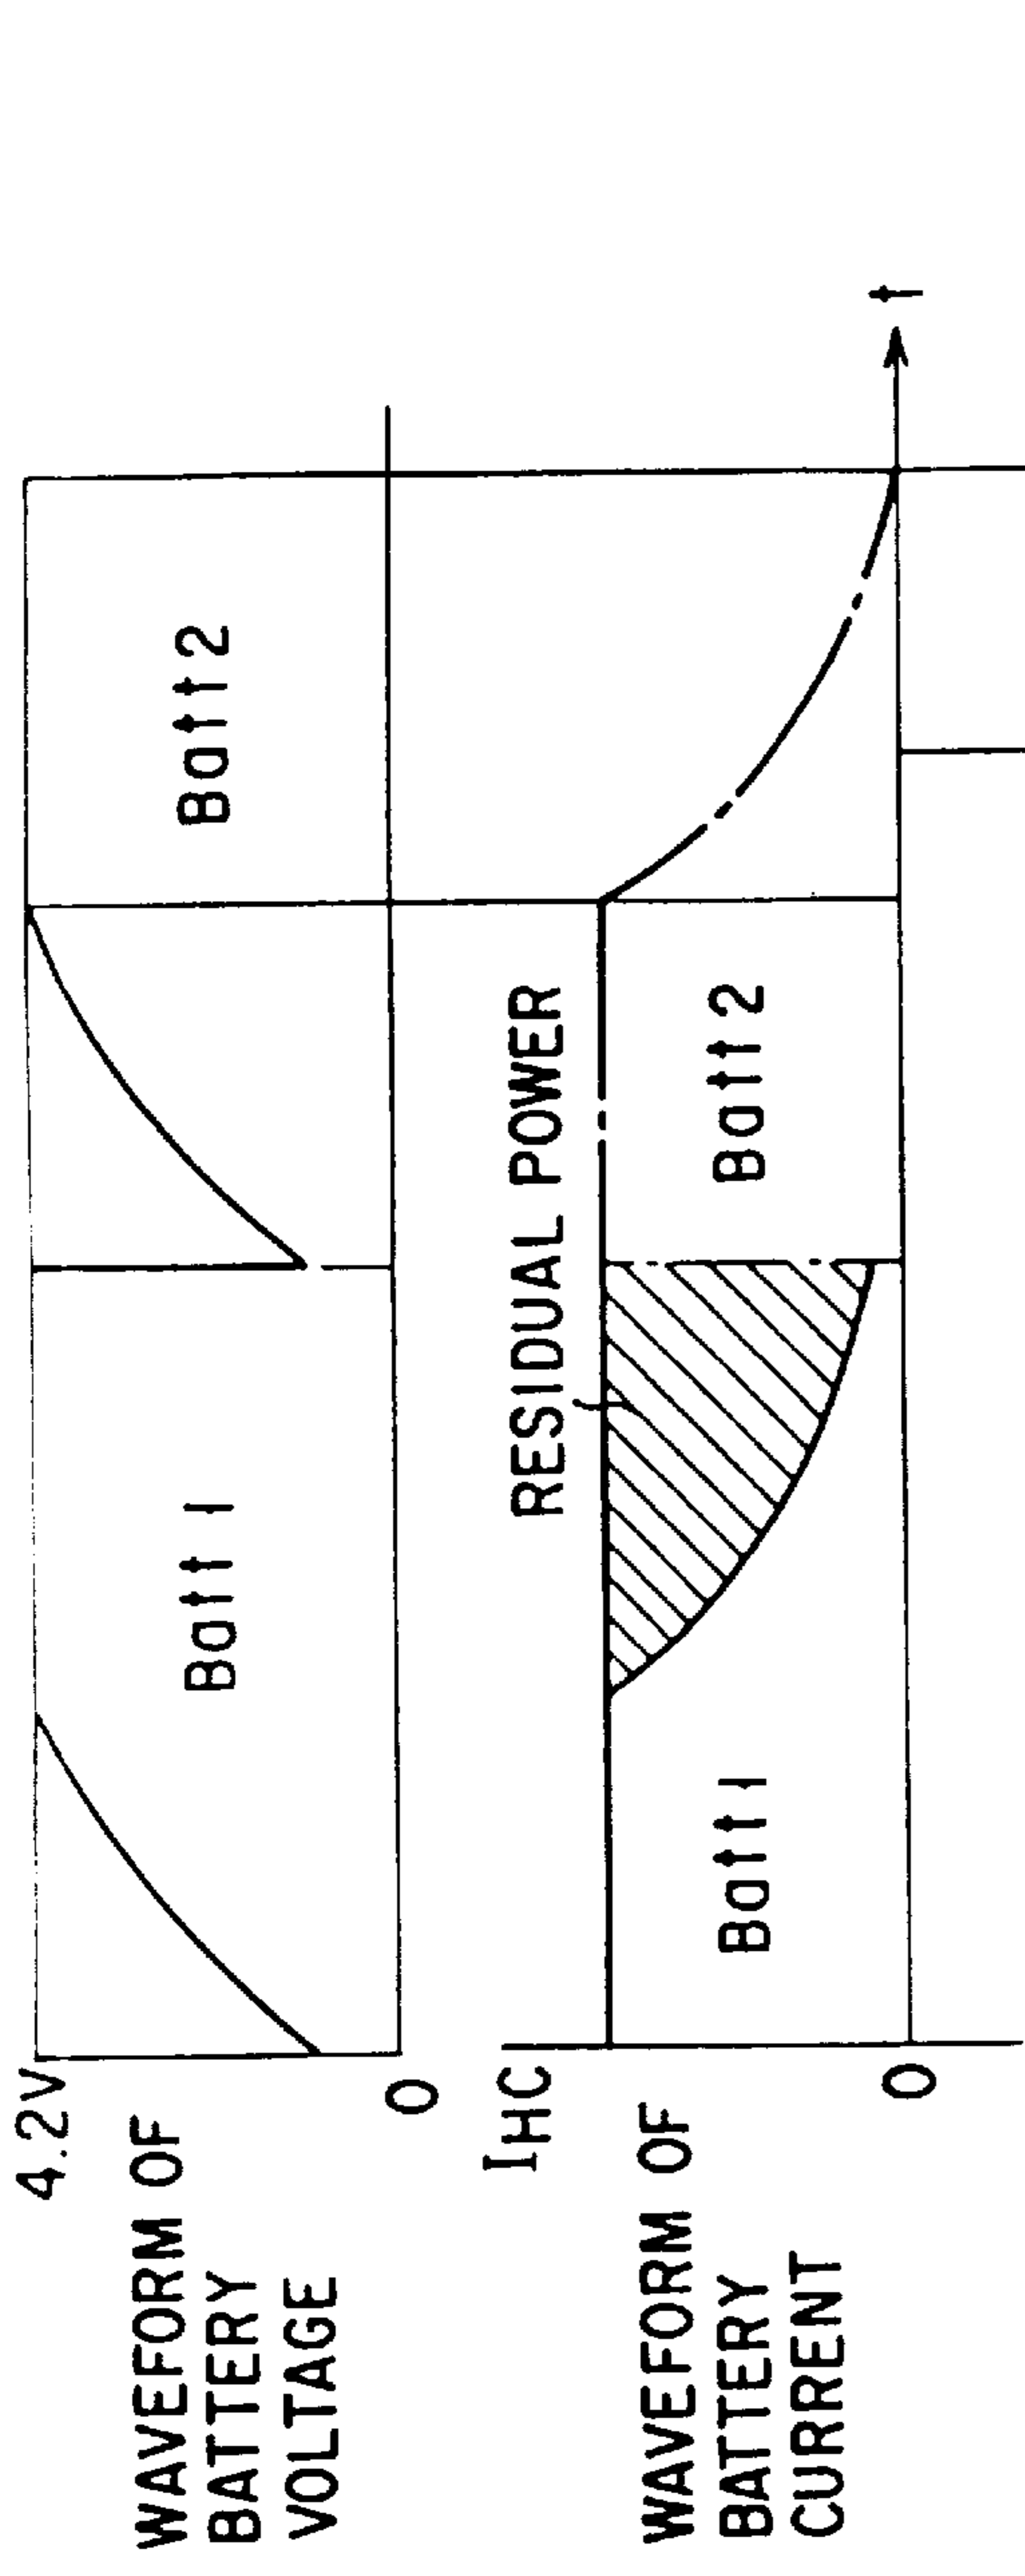 4.2V
WAVEFORM OF
BATTERY
VOLTAGE
0
Batt 1
Batt 2
IHC
WAVEFORM OF
BATTERY
CURRENT
0
Batt 1
RESIDUAL POWER
Batt 2
t